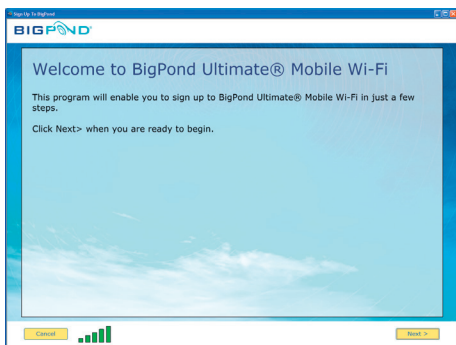 Sign Up To BigPond
BIGPOND
Welcome to BigPond Ultimate® Mobile Wi-Fi
This program will enable you to sign up to BigPond Ultimate® Mobile Wi-Fi in just a few
steps.
Click Next> when you are ready to begin.
Cancel
Next >